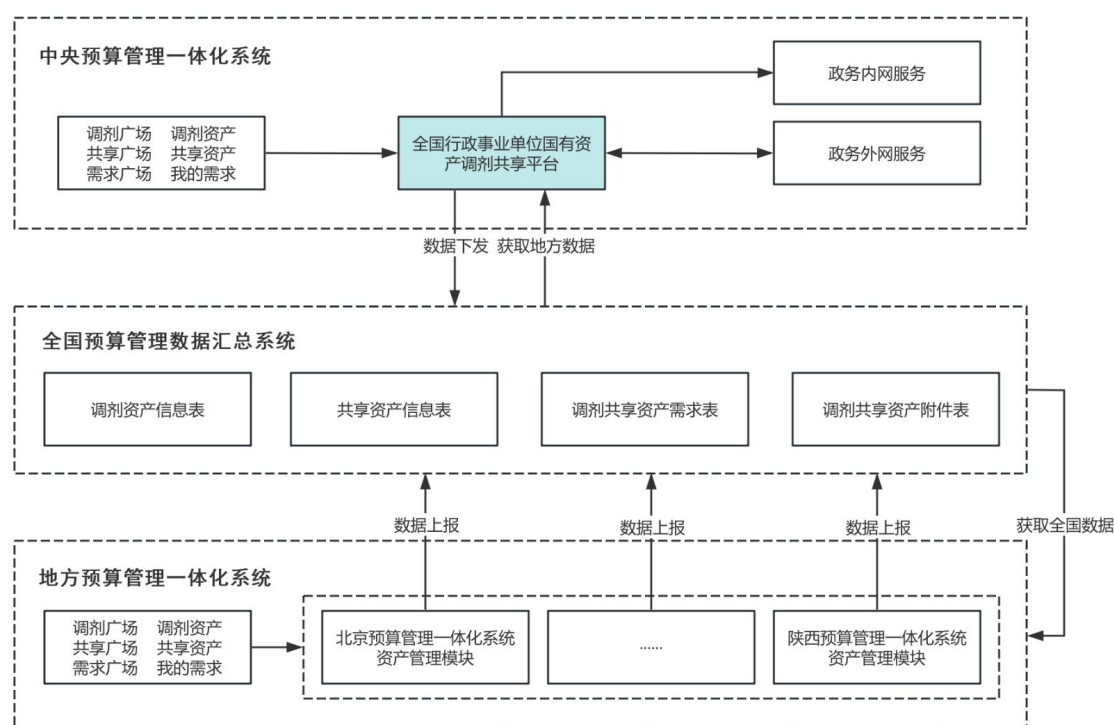 中央预算管理一体化系统
政务内网服务
调剂广场 调剂资产
共享广场 共享资产
需求广场 我的需求
全国行政事业单位国有资
产调剂共享平台
政务外网服务
数据下发 获取地方数据
全国预算管理数据汇总系统
调剂资产信息表
共享资产信息表
调剂共享资产需求表
调剂共享资产附件表
数据上报
数据上报
数据上报
获取全国数据
地方预算管理一体化系统
调剂广场 调剂资产
共享广场 共享资产
需求广场 我的需求
北京预算管理一体化系统
资产管理模块
......
陕西预算管理一体化系统
资产管理模块